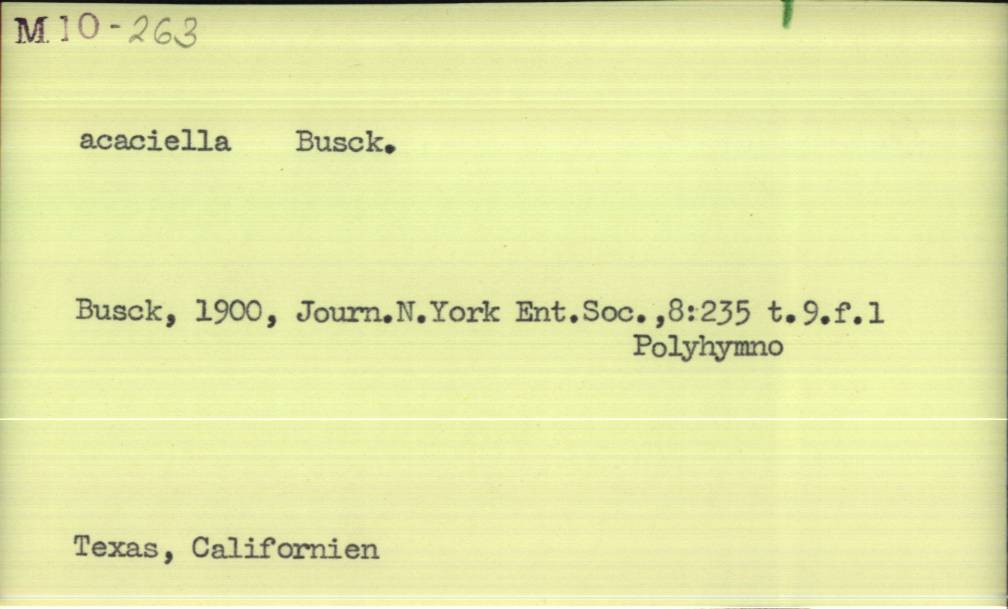 M 10-263
acaciella Busck.
Busck, 1900, Journ.N.York Ent.Soc.,8:235 t.9.f.1
Polyhymno
Texas, Californien